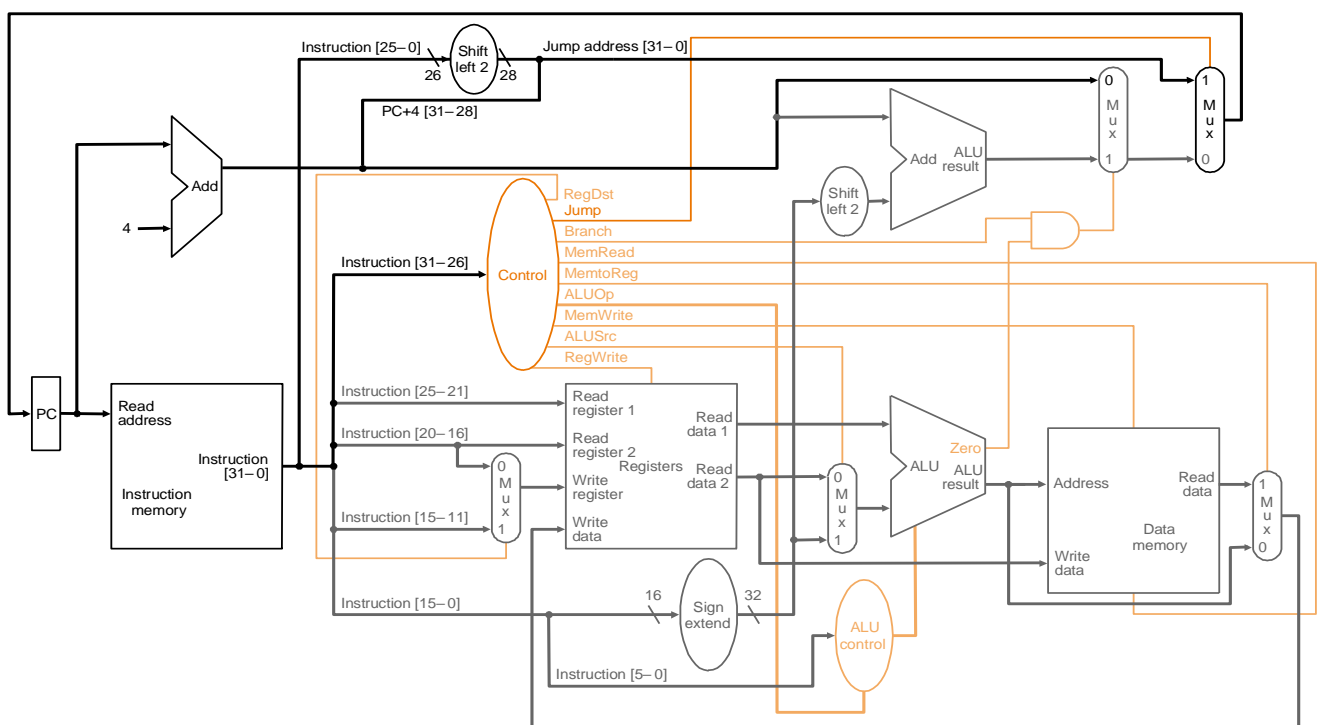 Instruction [25–0]
Shift
left 2
Jump address [31–0]
26
28
PC+4 [31–28]
0
M
u
x
1
1
M
u
x
0
Add
Add
ALU
result
4
Shift
left 2
RegDst
Jump
Branch
MemRead
MemtoReg
ALUOp
MemWrite
ALUSrc
RegWrite
Instruction [31–26]
Control
PC
Read
address
Instruction
[31–0]
Instruction
memory
Instruction [25–21]
Instruction [20–16]
Instruction [15–11]
Instruction [15–0]
Instruction [5–0]
0
M
u
x
1
Read
register 1
Read
register 2
Write
register
Write
data
Registers
Read
data 1
Read
data 2
0
M
u
x
1
Zero
ALU
ALU
result
Address
Write
data
Read
data
Data
memory
1
M
u
x
0
16
Sign
extend
32
ALU
control